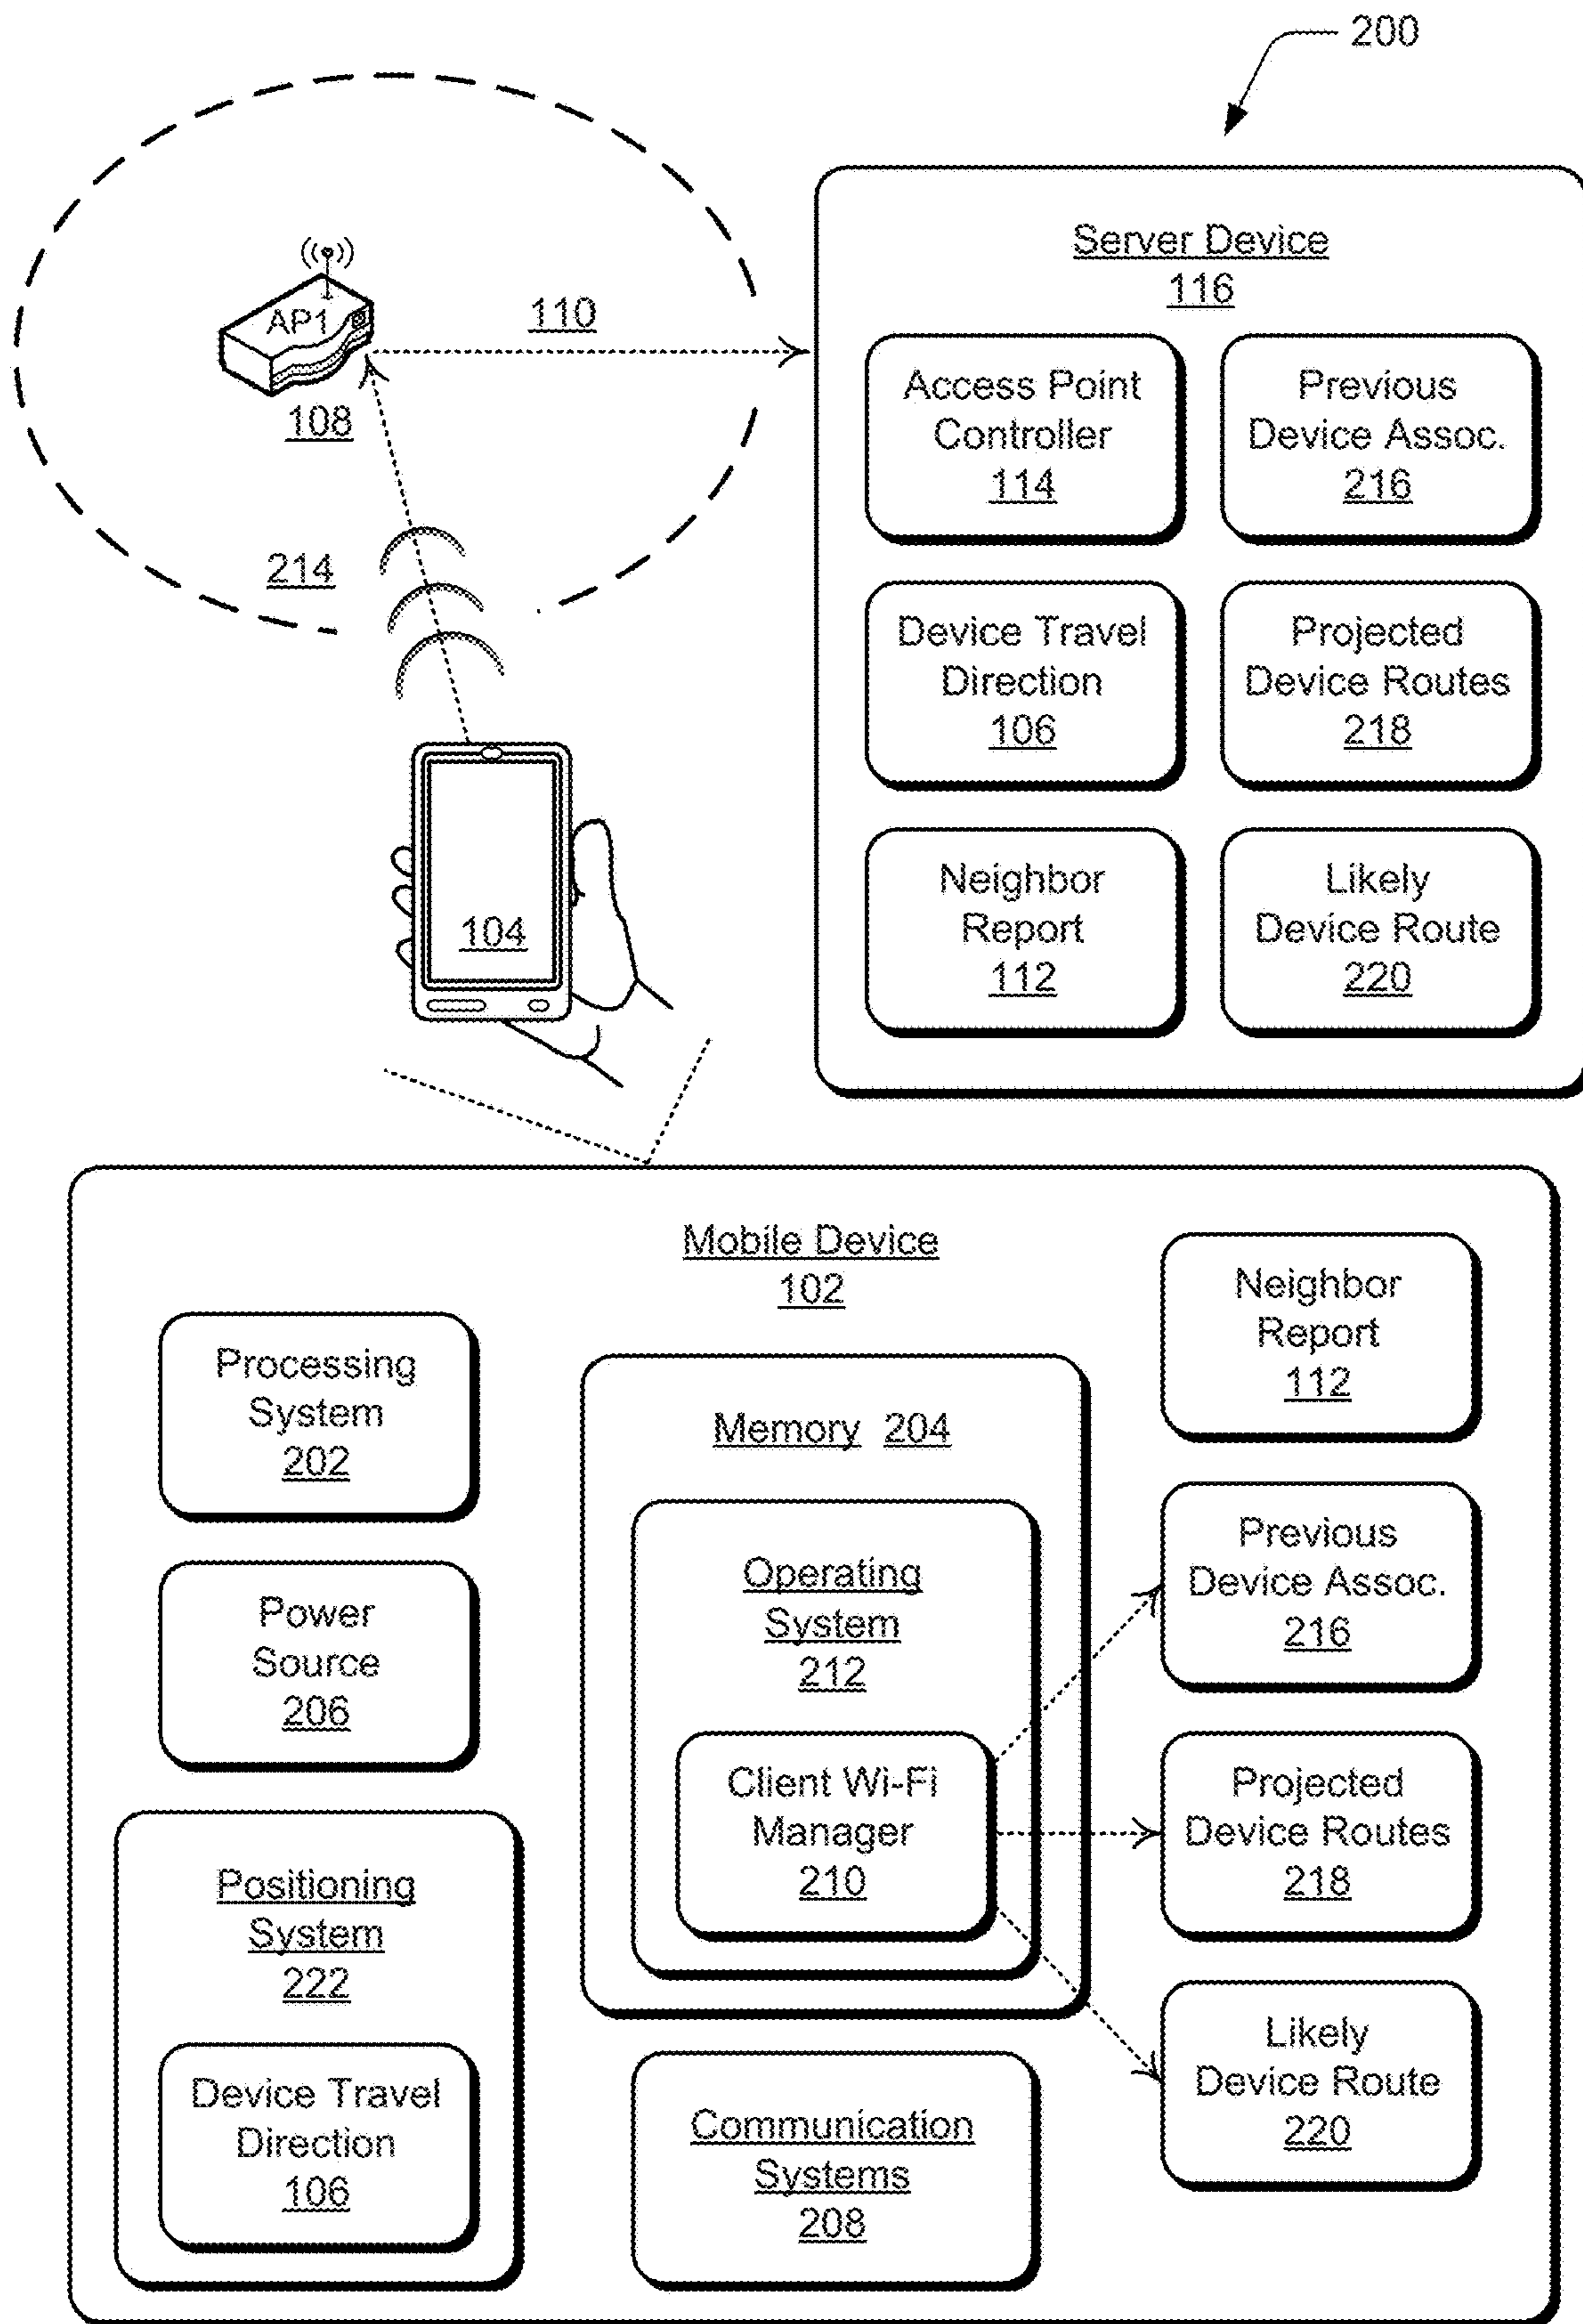 200
AP1
108
110
214
104
Server Device
116
Access Point
Controller
114
Previous
Device Assoc.
216
Device Travel
Direction
106
Projected
Device Routes
218
Neighbor
Report
112
Likely
Device Route
220
Mobile Device
102
Processing
System
202
Power
Source
206
Positioning
System
222
Device Travel
Direction
106
Memory 204
Operating
System
212
Client Wi-Fi
Manager
210
Communication
Systems
208
Neighbor
Report
112
Previous
Device Assoc.
216
Projected
Device Routes
218
Likely
Device Route
220